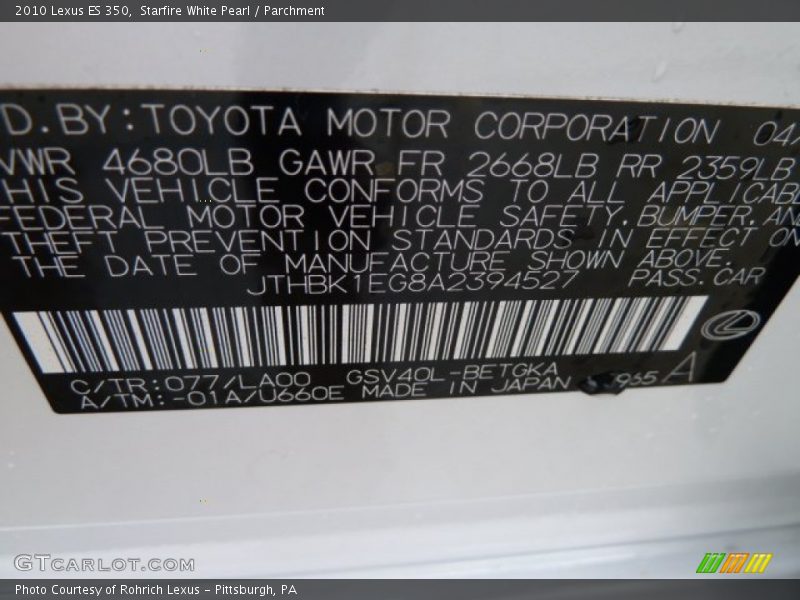 2010 Lexus ES 350, Starfire White Pearl / Parchment
D.BY:TOYOTA MOTOR CORPORATION 04/
VWR 4680LB GAWR FR 2668LB RR 2359LB
HIS VEHICLE CONFORMS TO ALL APPLICABL
FEDERAL MOTOR VEHICLE SAFETY, BUMPER, AN
THEFT PREVENTION STANDARDS IN EFFECT ON
THE DATE OF MANUFACTURE SHOWN ABOVE.
JTHBK1EG8A2394527 PASS.CAR
C/TR:077/LA00 GSV40L-BETGKA
A/TM:-01A/U660E MADE IN JAPAN 965 A
GTCARLOT.COM
Photo Courtesy of Rohrich Lexus - Pittsburgh, PA